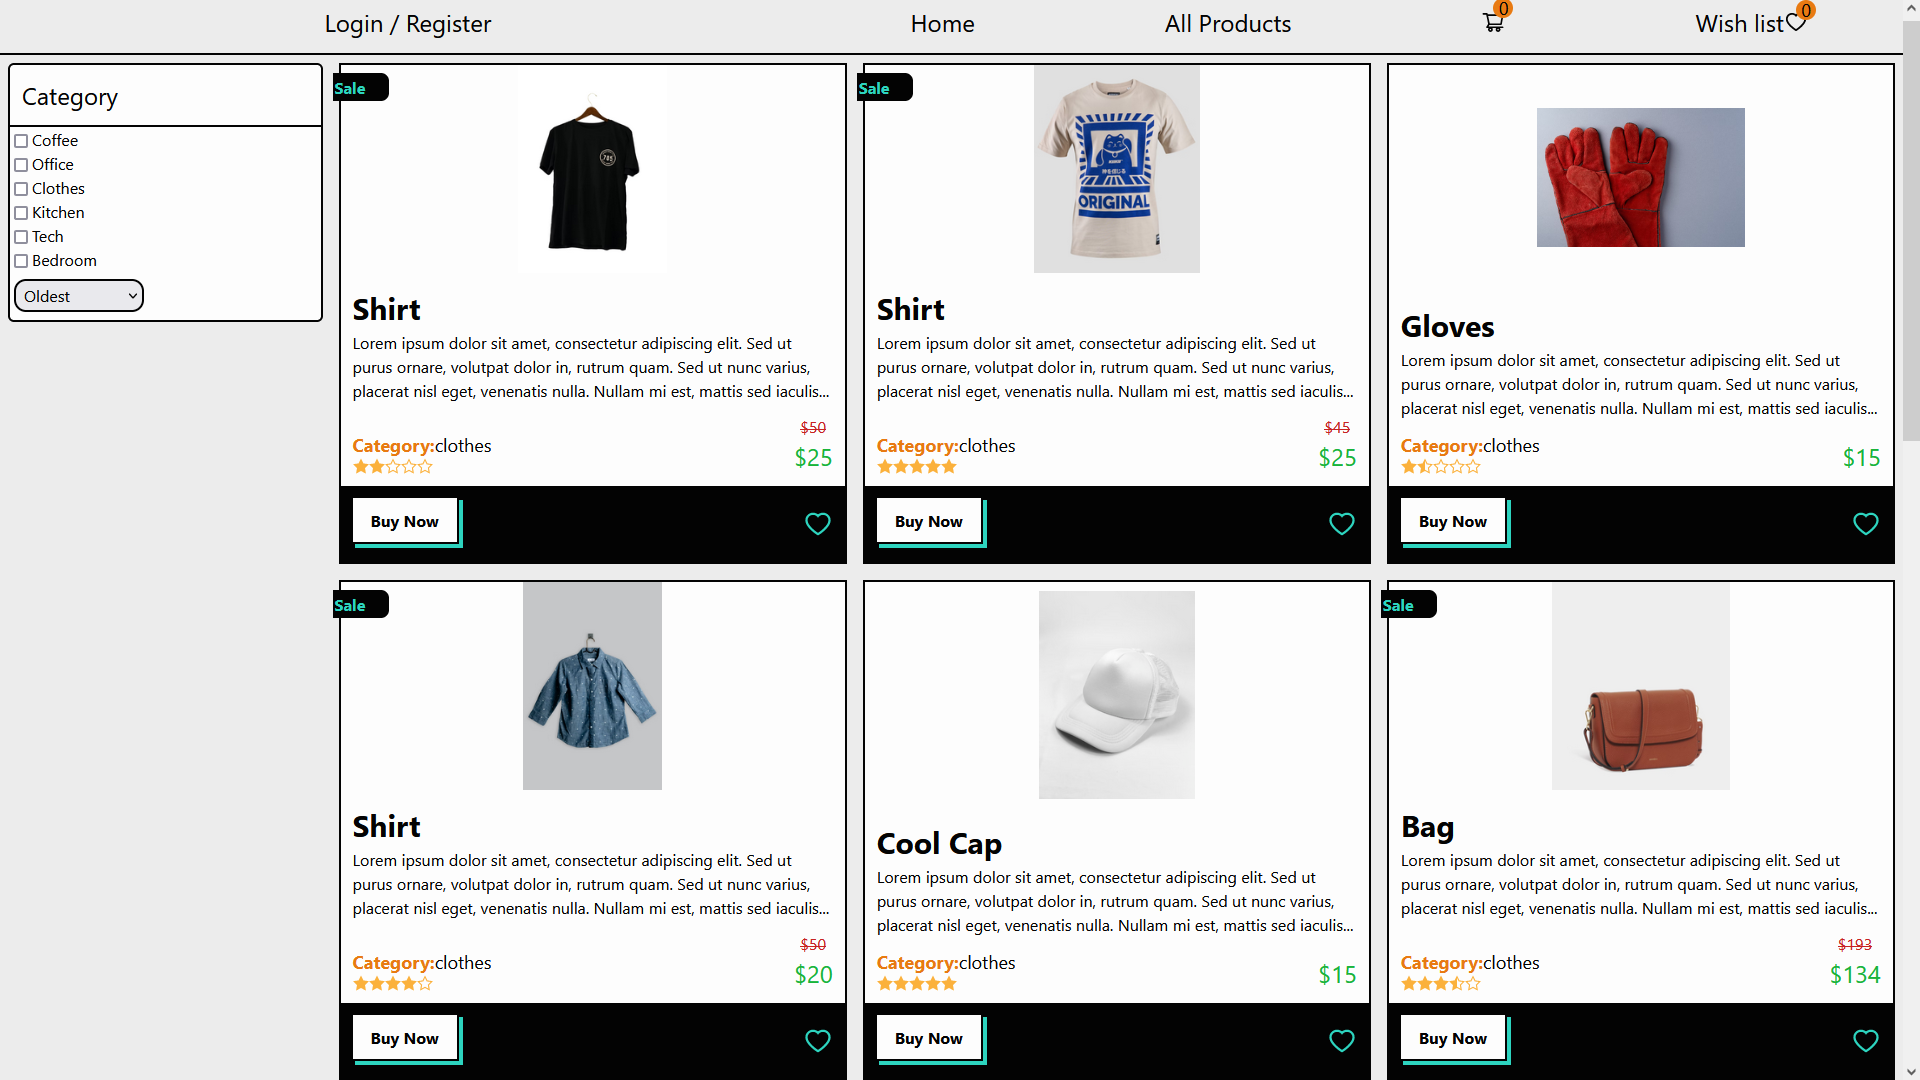 Login / Register
Home
All Products
0
Wish list
0
Category
Coffee
Office
Clothes
Kitchen
Tech
Bedroom
Oldest
Sale
785
Shirt
Lorem ipsum dolor sit amet, consectetur adipiscing elit. Sed ut
purus ornare, volutpat dolor in, rutrum quam. Sed ut nunc varius,
placerat nisl eget, venenatis nulla. Nullam mi est, mattis sed iaculis...
$50
Category:clothes
$25
Buy Now
Sale
ORIGINAL
Shirt
Lorem ipsum dolor sit amet, consectetur adipiscing elit. Sed ut
purus ornare, volutpat dolor in, rutrum quam. Sed ut nunc varius,
placerat nisl eget, venenatis nulla. Nullam mi est, mattis sed iaculis...
$45
Category:clothes
$25
Buy Now
Gloves
Lorem ipsum dolor sit amet, consectetur adipiscing elit. Sed ut
purus ornare, volutpat dolor in, rutrum quam. Sed ut nunc varius,
placerat nisl eget, venenatis nulla. Nullam mi est, mattis sed iaculis...
Category:clothes
$15
Buy Now
Sale
Shirt
Lorem ipsum dolor sit amet, consectetur adipiscing elit. Sed ut
purus ornare, volutpat dolor in, rutrum quam. Sed ut nunc varius,
placerat nisl eget, venenatis nulla. Nullam mi est, mattis sed iaculis...
$50
Category:clothes
$20
Buy Now
Cool Cap
Lorem ipsum dolor sit amet, consectetur adipiscing elit. Sed ut
purus ornare, volutpat dolor in, rutrum quam. Sed ut nunc varius,
placerat nisl eget, venenatis nulla. Nullam mi est, mattis sed iaculis...
Category:clothes
$15
Buy Now
Sale
Bag
Lorem ipsum dolor sit amet, consectetur adipiscing elit. Sed ut
purus ornare, volutpat dolor in, rutrum quam. Sed ut nunc varius,
placerat nisl eget, venenatis nulla. Nullam mi est, mattis sed iaculis...
$193
Category:clothes
$134
Buy Now